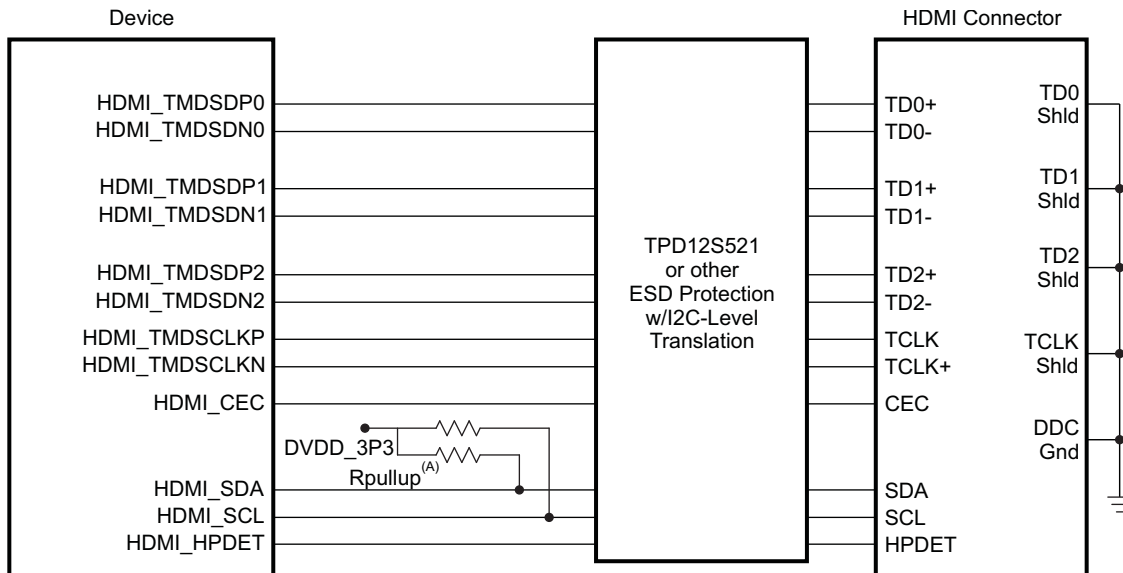 Device
HDMI Connector
HDMI_TMDSDP0
HDMI_TMDSDN0
HDMI_TMDSDP1
HDMI_TMDSDN1
HDMI_TMDSDP2
HDMI_TMDSDN2
HDMI_TMDSCLKP
HDMI_TMDSCLKN
HDMI_CEC
DVDD_3P3
Rpullup(A)
HDMI_SDA
HDMI_SCL
HDMI_HPDET
TPD12S521
or other
ESD Protection
w/I2C-Level
Translation
TD0+
TD0-
TD1+
TD1-
TD2+
TD2-
TCLK
TCLK+
CEC
SDA
SCL
HPDET
TD0
Shld
TD1
Shld
TD2
Shld
TCLK
Shld
DDC
Gnd